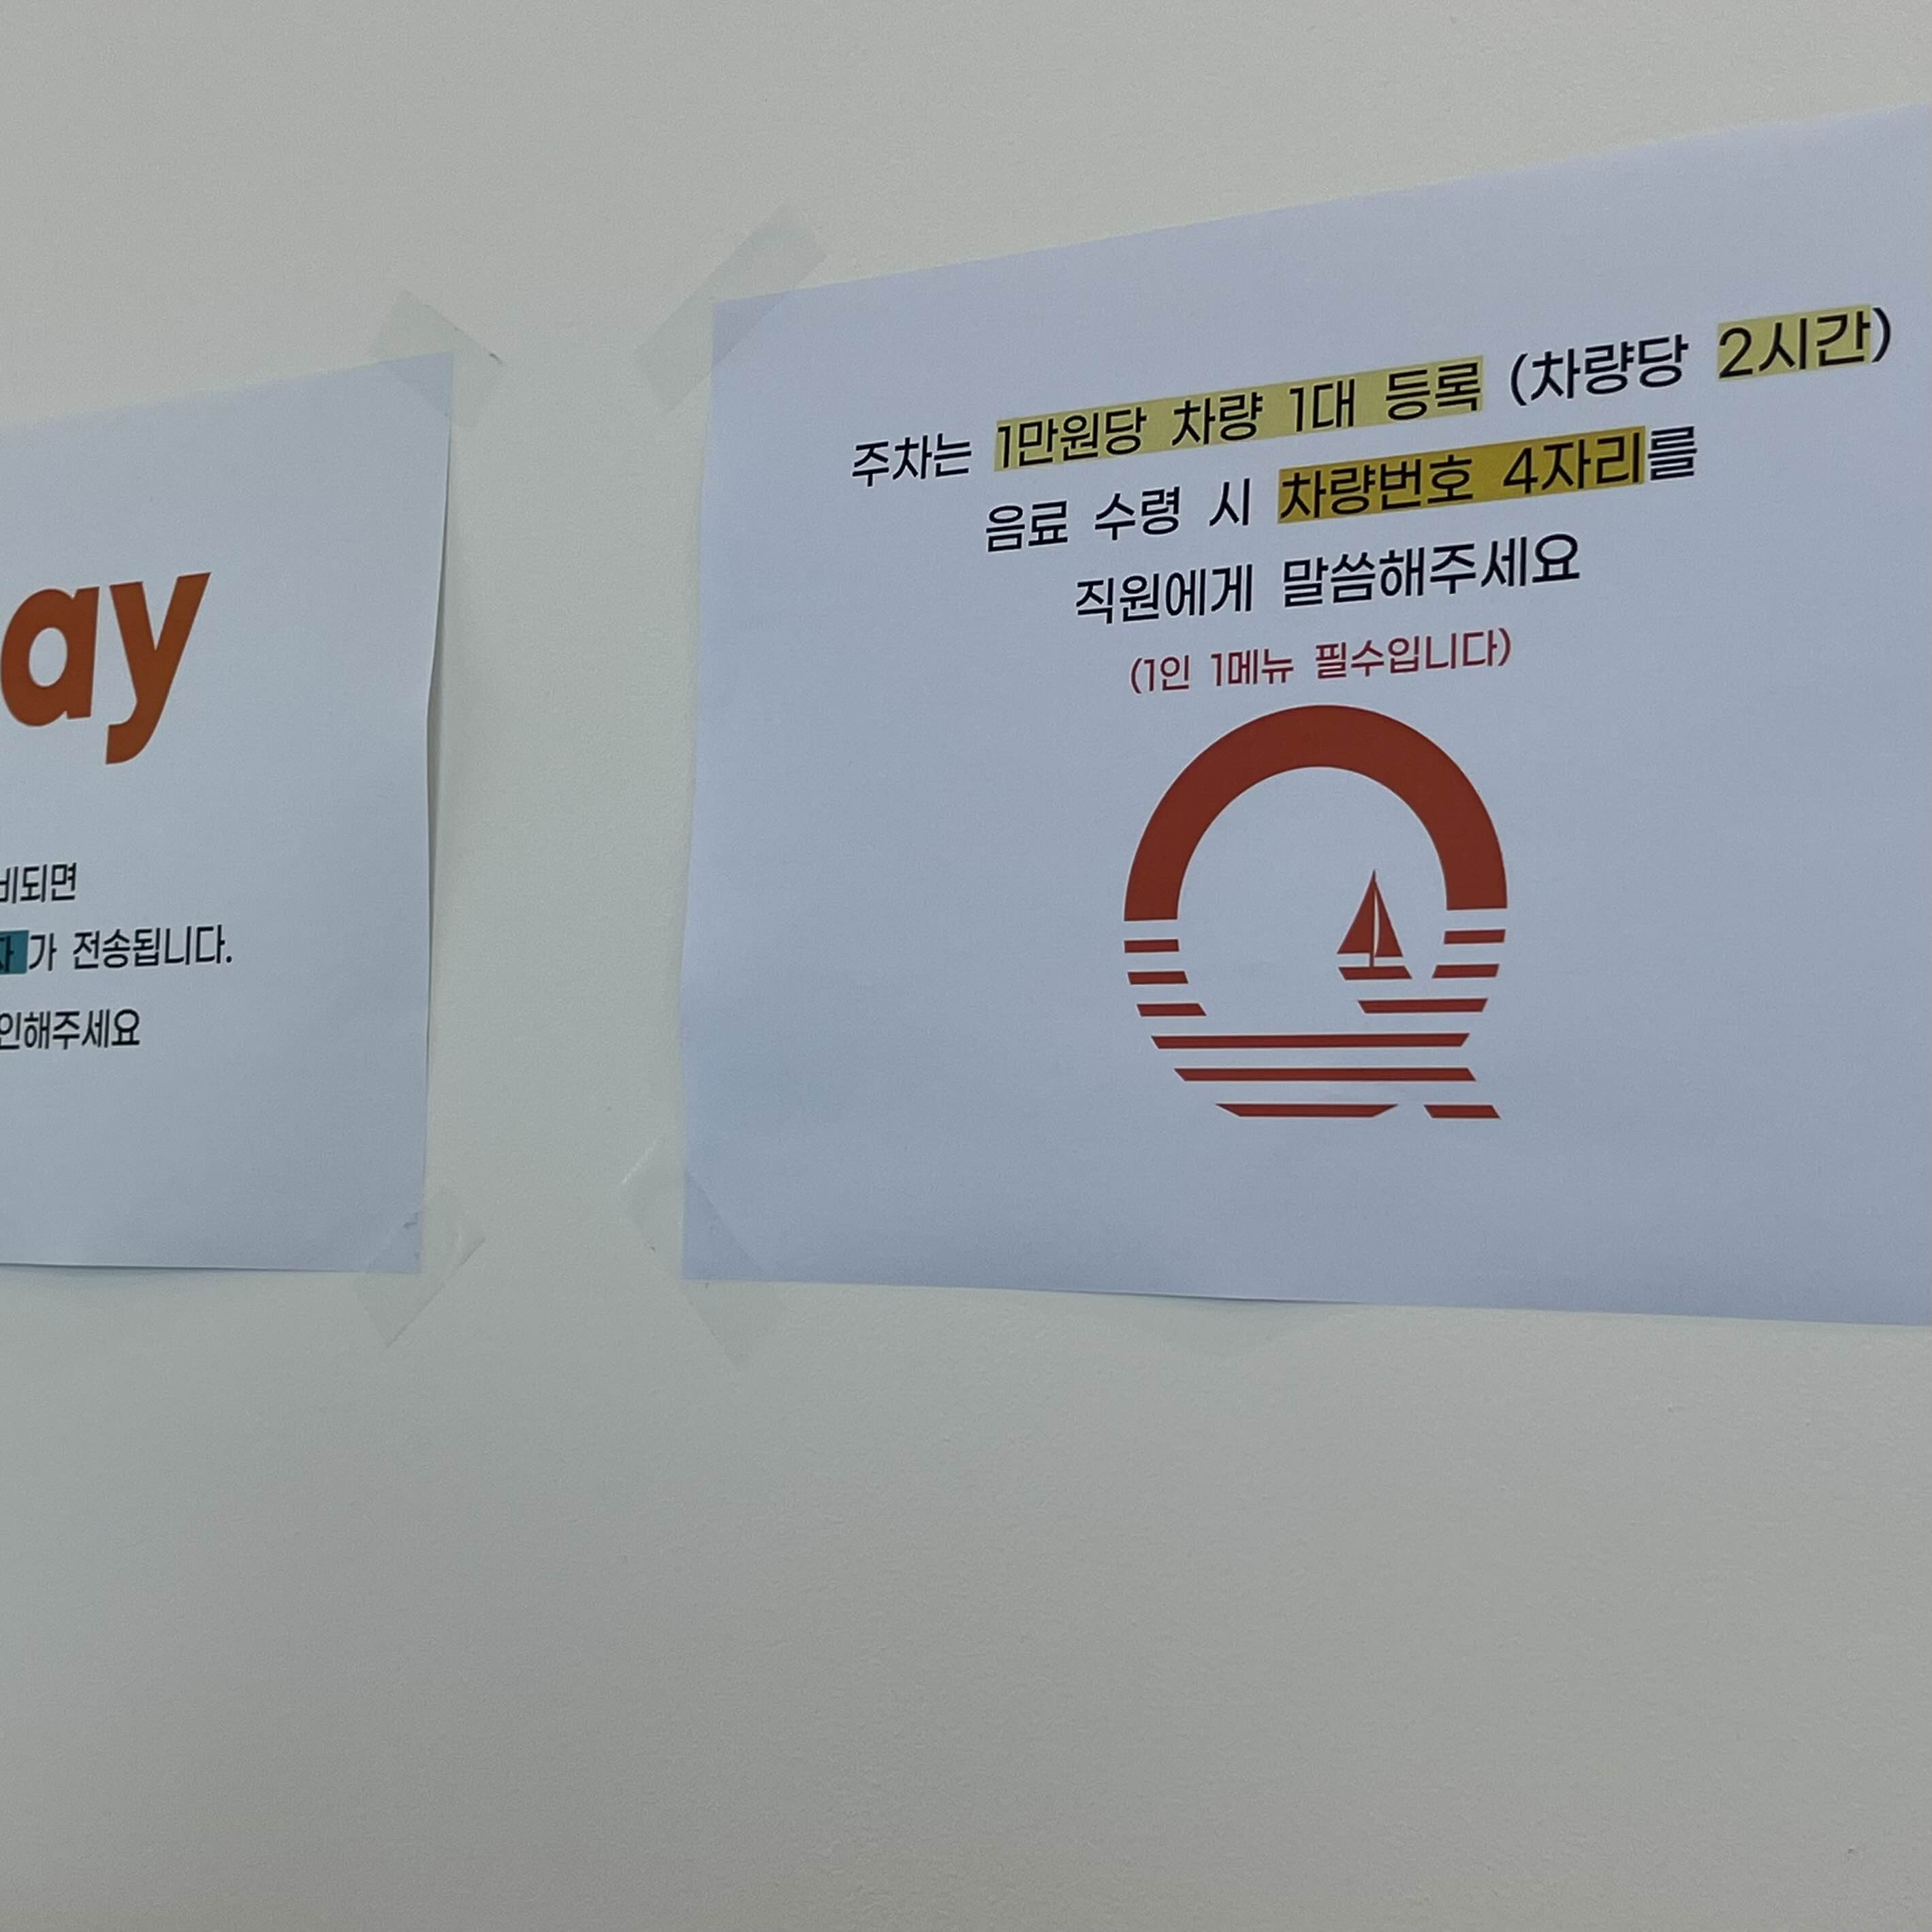 ay
비되면
가 전송됩니다.
인해주세요
주차는 1만원당 차량 1대 등록 (차량당 2시간)
음료 수령 시 차량번호 4자리를
직원에게 말씀해주세요
(1인 1메뉴 필수입니다)